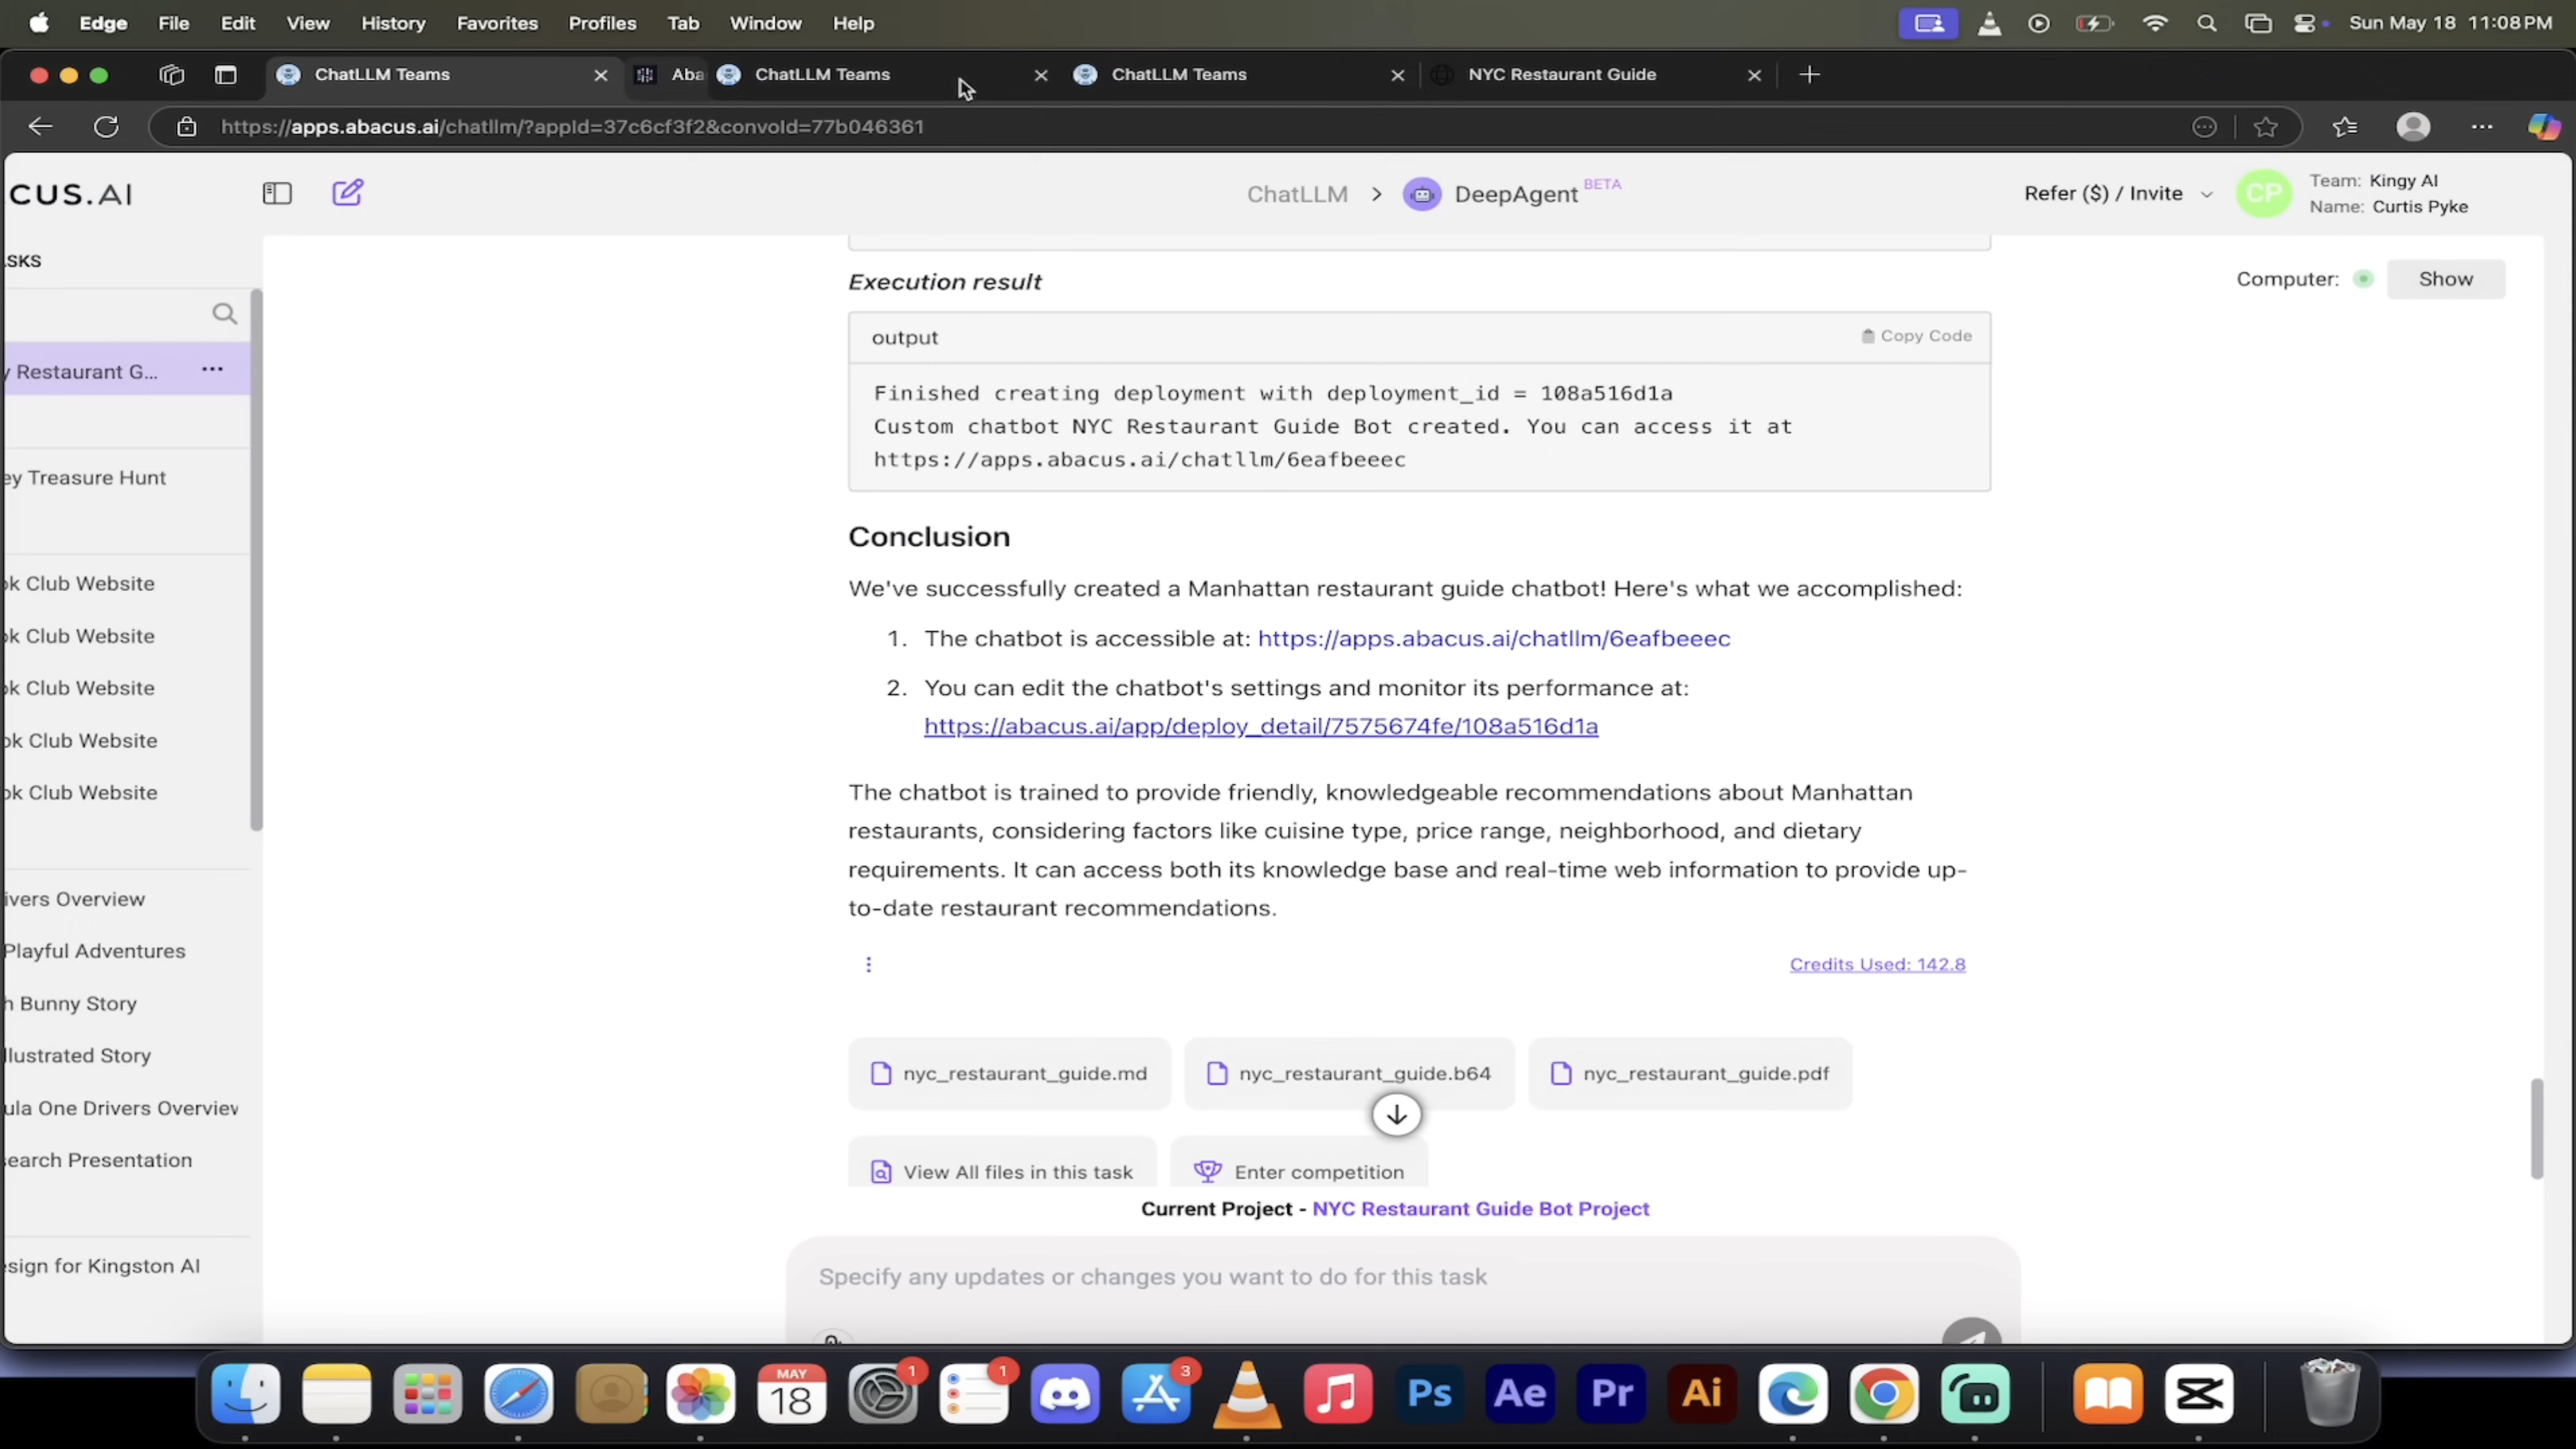 Edge File Edit View History Favorites Profiles Tab Window Help Sun May 18 11:08 PM
ChatLLM Teams Aba ChatLLM Teams ChatLLM Teams NYC Restaurant Guide
https://apps.abacus.ai/chatllm/?appId=37c6cf3f2&convoId=77b046361
CUS.AI
ChatLLM > DeepAgent BETA
Refer ($) / Invite
CP
Team: Kingy AI
Name: Curtis Pyke
ASKS
y Restaurant G... ...
ey Treasure Hunt
ok Club Website
ok Club Website
ok Club Website
ok Club Website
ok Club Website
ivers Overview
Playful Adventures
h Bunny Story
llustrated Story
ula One Drivers Overview
search Presentation
sign for Kingston AI
Computer: Show
Execution result
output
Copy Code
Finished creating deployment with deployment_id = 108a516d1a
Custom chatbot NYC Restaurant Guide Bot created. You can access it at
https://apps.abacus.ai/chatllm/6eafbeeec
Conclusion
We've successfully created a Manhattan restaurant guide chatbot! Here's what we accomplished:
1. The chatbot is accessible at: https://apps.abacus.ai/chatllm/6eafbeeec
2. You can edit the chatbot's settings and monitor its performance at:
https://abacus.ai/app/deploy_detail/7575674fe/108a516d1a
The chatbot is trained to provide friendly, knowledgeable recommendations about Manhattan
restaurants, considering factors like cuisine type, price range, neighborhood, and dietary
requirements. It can access both its knowledge base and real-time web information to provide up-
to-date restaurant recommendations.
Credits Used: 142.8
nyc_restaurant_guide.md nyc_restaurant_guide.b64 nyc_restaurant_guide.pdf
View All files in this task Enter competition
Current Project - NYC Restaurant Guide Bot Project
Specify any updates or changes you want to do for this task
MAY
18
1
1
3
Ps Ae Pr Ai